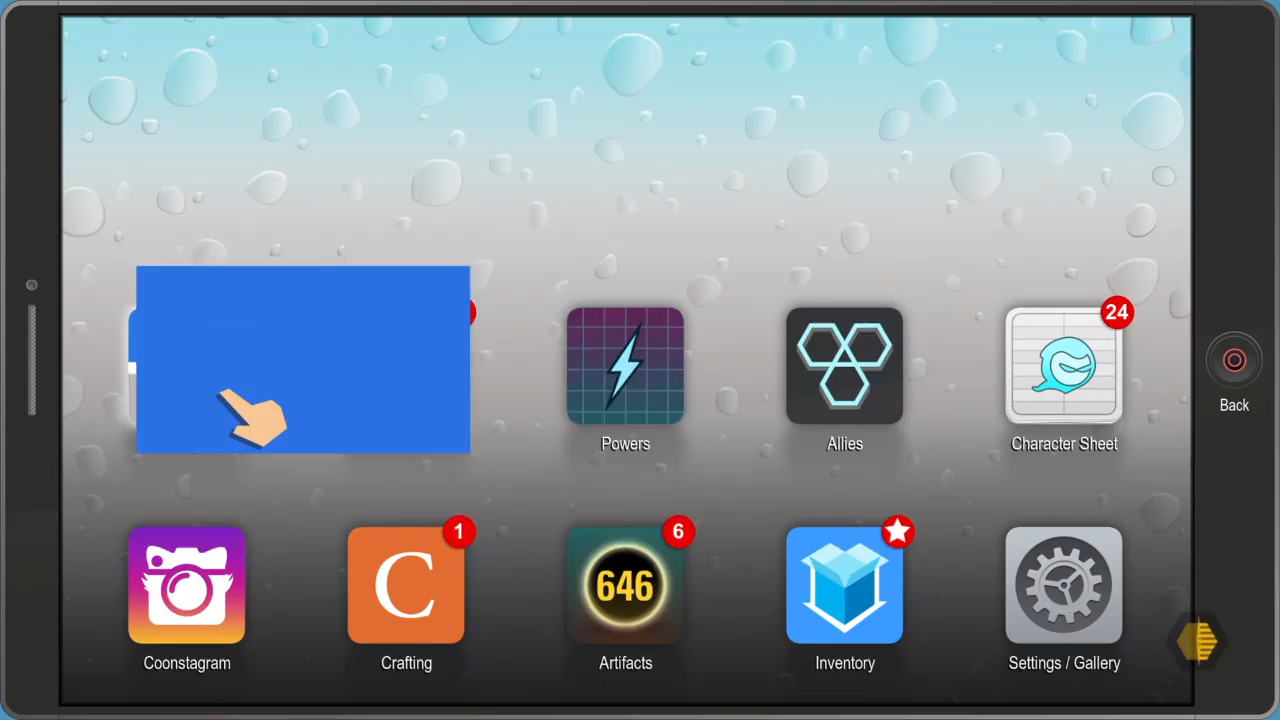 24
Powers
Allies
Character Sheet
Back
1
6
C
646
Coonstagram
Crafting
Artifacts
Inventory
Settings / Gallery